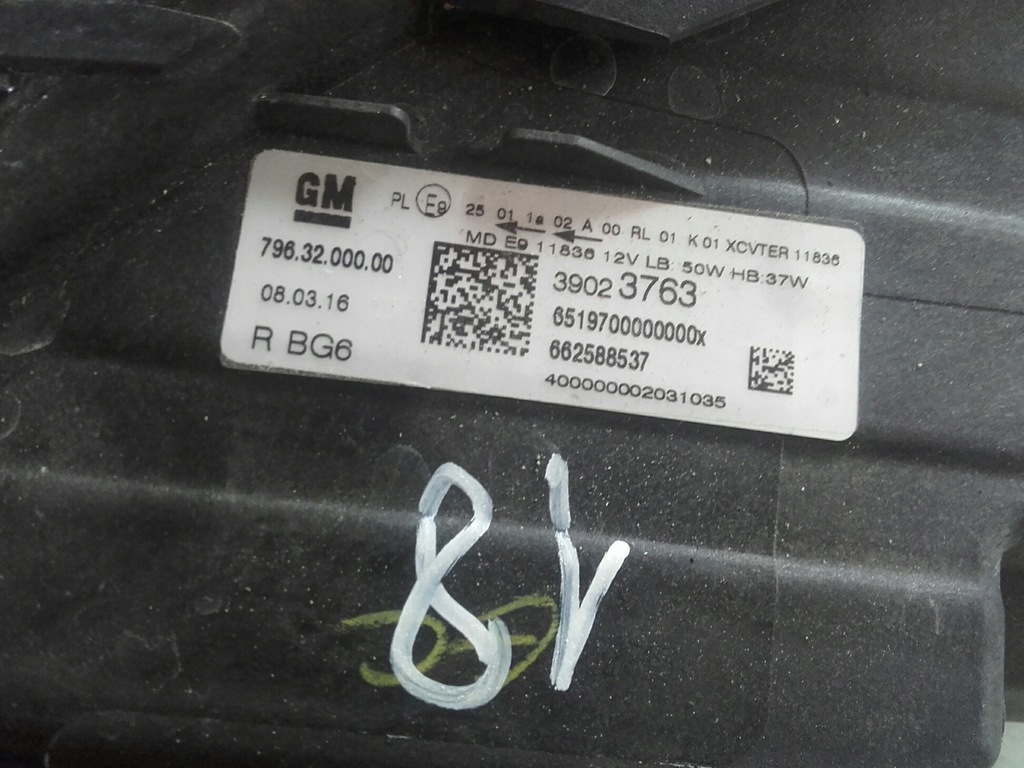 GM
796.32.000.00
08.03.16
R BG6
PL E9 25 01 1a 02 A 00 RL 01 K 01 XCVTER 11836
MD E9 11836 12V LB: 50W HB:37W
3902 3763
6519700000000x
662588537
400000002031035